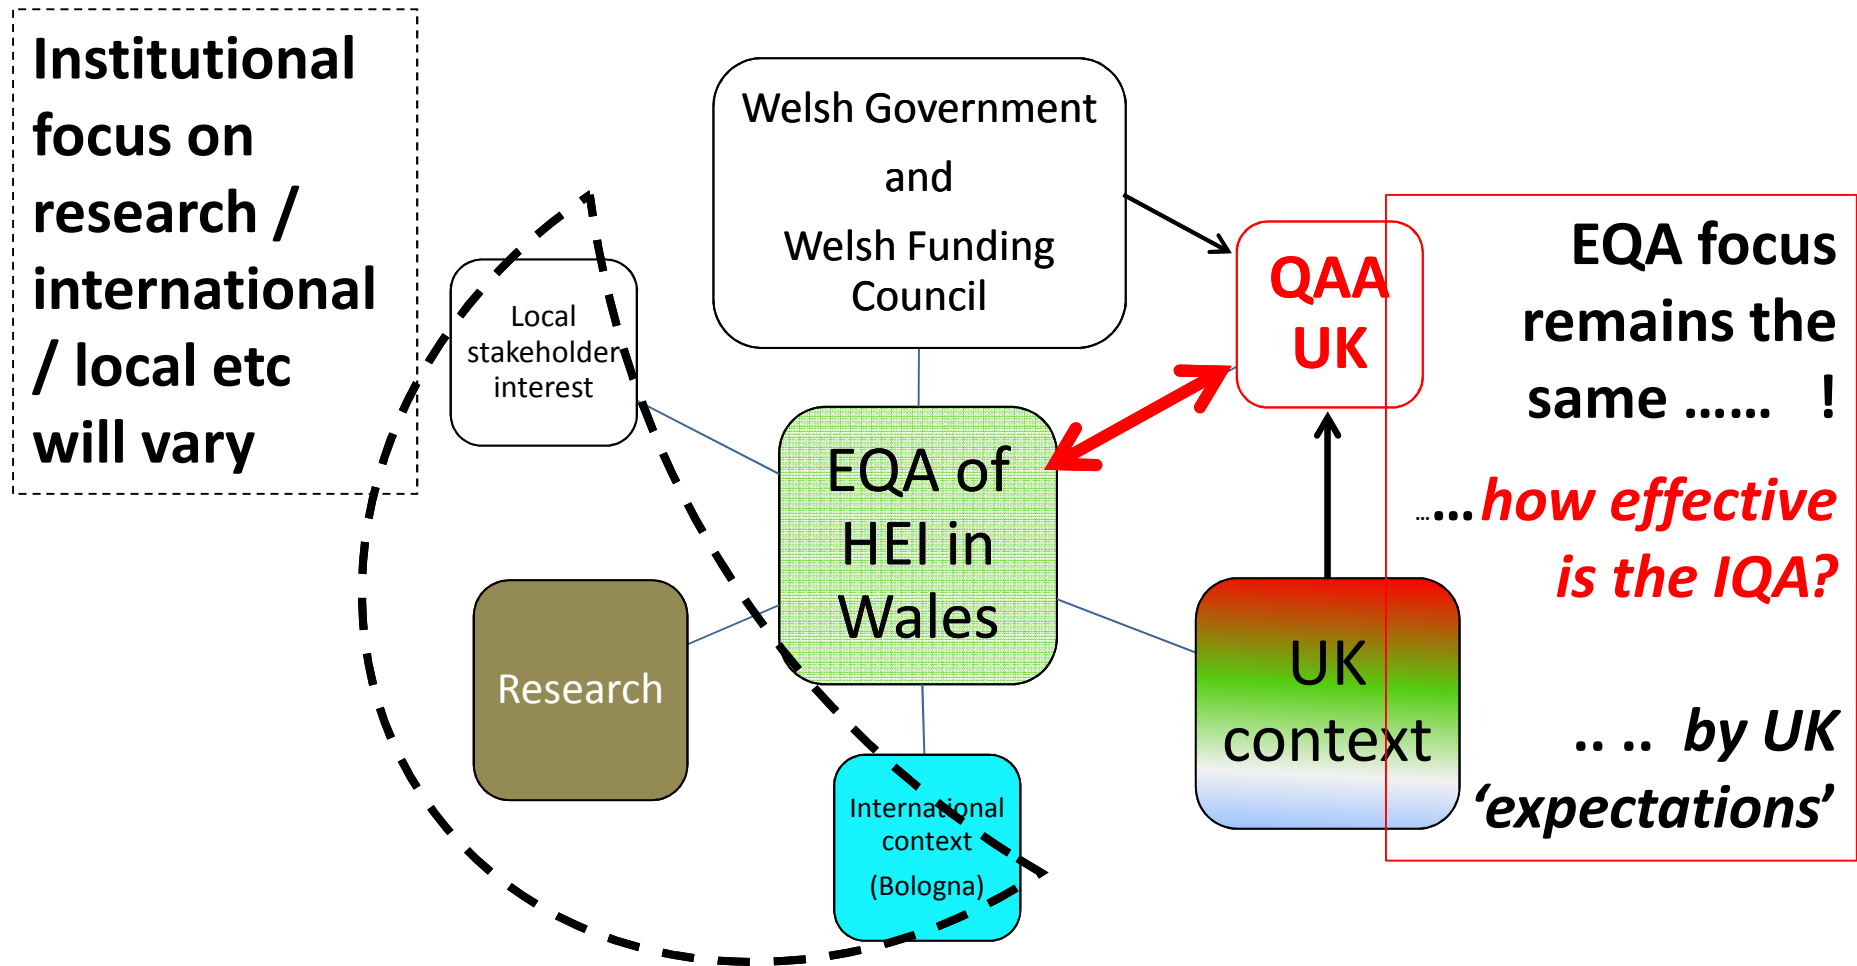 Institutional
focus on
research /
international
/ local etc
will vary
Welsh Government
and
Welsh Funding
Council
QAA
UK
EQA focus
remains the
same ...... !
......how effective
is the IQA?
.. .. by UK
‘expectations’
Local
stakeholder
interest
EQA of
HEI in
Wales
Research
UK
context
International
context
(Bologna)